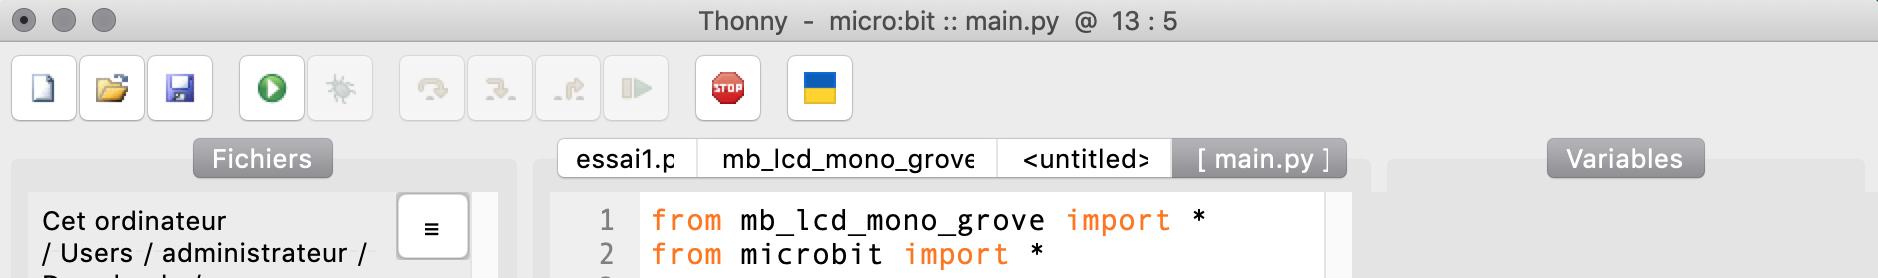 Thonny - micro:bit :: main.py @ 13 : 5
STOP
Fichiers
essai1.p mb_lcd_mono_grove <untitled> [ main.py ]
Variables
Cet ordinateur
/ Users / administrateur /
≡
1 from mb_lcd_mono_grove import *
2 from microbit import *